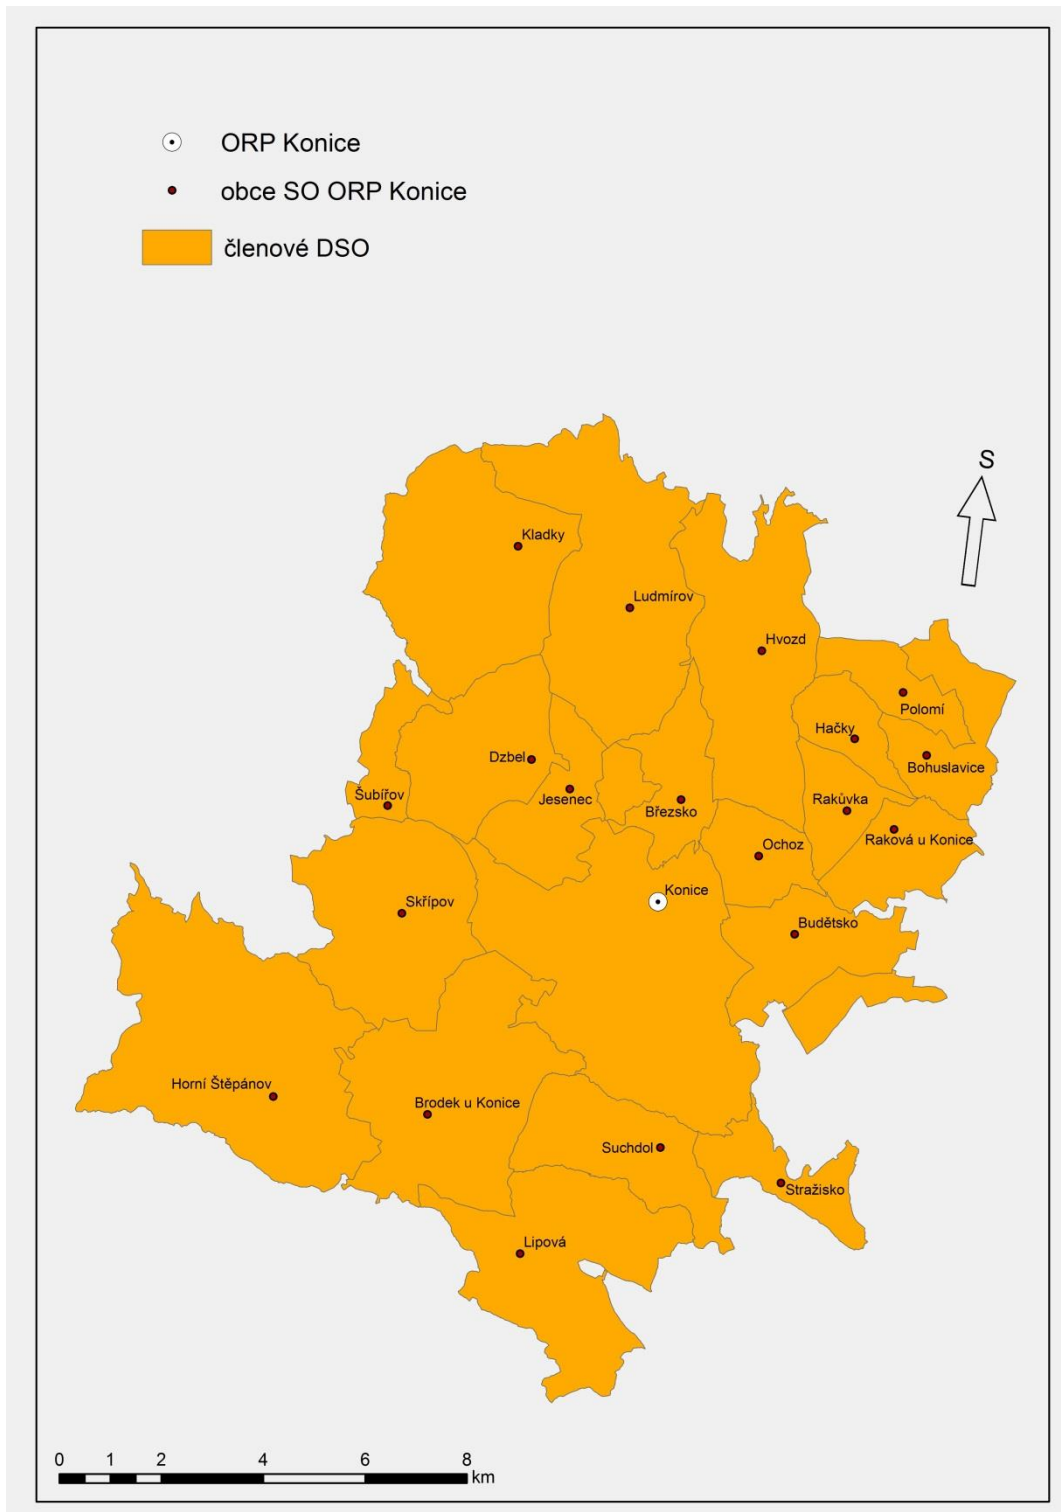 ORP Konice
obce SO ORP Konice
členové DSO
S
Kladky
Ludmírov
Hvozd
Polomí
Hačky
Bohuslavice
Dzbel
Jesenec
Šubířov
Březsko
Rakůvka
Raková u Konice
Ochoz
Konice
Skřípov
Budětsko
Horní Štěpánov
Brodek u Konice
Suchdol
Stražisko
Lipová
0 1 2 4 6 8
km